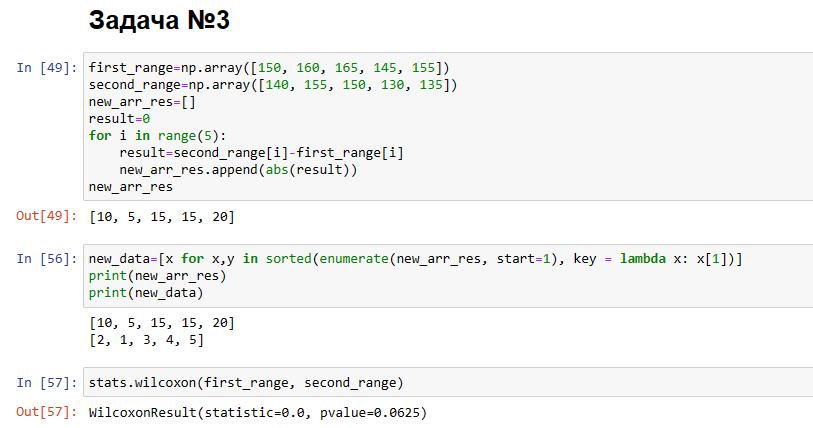 Задача №3
In [49]: first_range=np.array([150, 160, 165, 145, 155])
second_range=np.array([140, 155, 150, 130, 135])
new_arr_res=[]
result=0
for i in range(5):
    result=second_range[i]-first_range[i]
    new_arr_res.append(abs(result))
new_arr_res
Out[49]: [10, 5, 15, 15, 20]
In [56]: new_data=[x for x,y in sorted(enumerate(new_arr_res, start=1), key = lambda x: x[1])]
print(new_arr_res)
print(new_data)
[10, 5, 15, 15, 20]
[2, 1, 3, 4, 5]
In [57]: stats.wilcoxon(first_range, second_range)
Out[57]: WilcoxonResult(statistic=0.0, pvalue=0.0625)